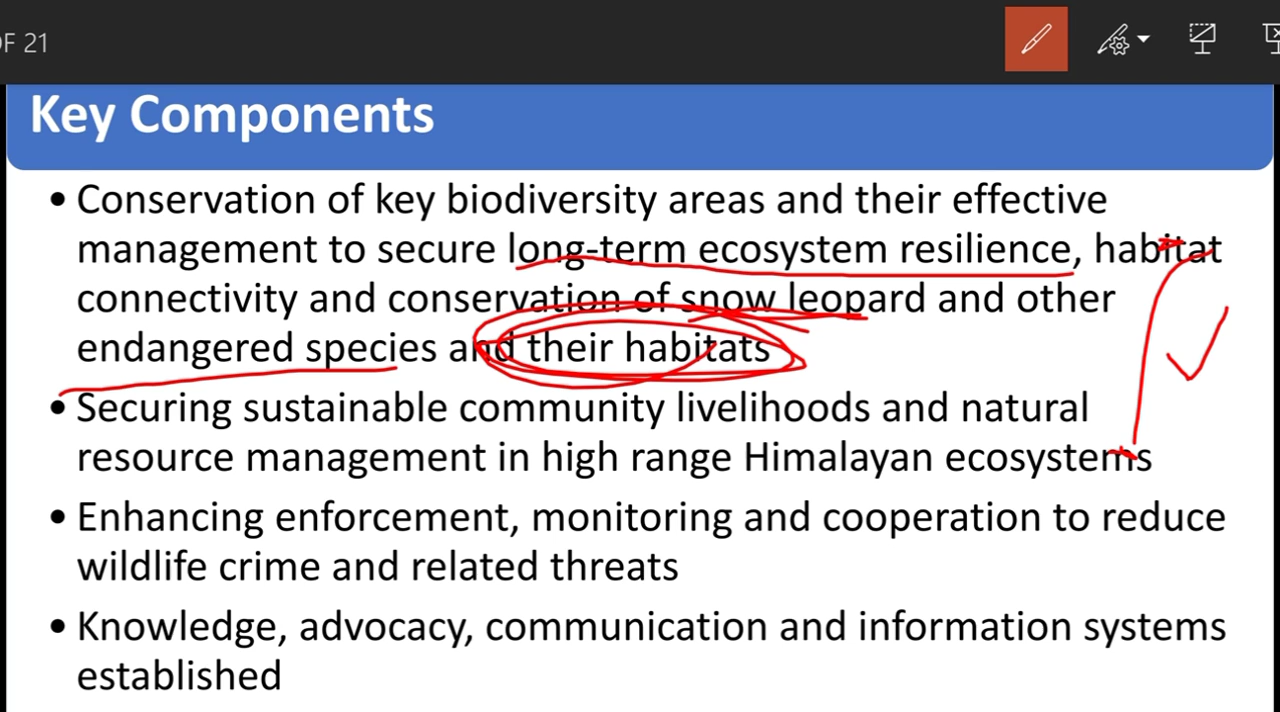 OF 21
Key Components
• Conservation of key biodiversity areas and their effective
management to secure long-term ecosystem resilience, habitat
connectivity and conservation of snow leopard and other
endangered species and their habitats
• Securing sustainable community livelihoods and natural
resource management in high range Himalayan ecosystems
• Enhancing enforcement, monitoring and cooperation to reduce
wildlife crime and related threats
• Knowledge, advocacy, communication and information systems
established